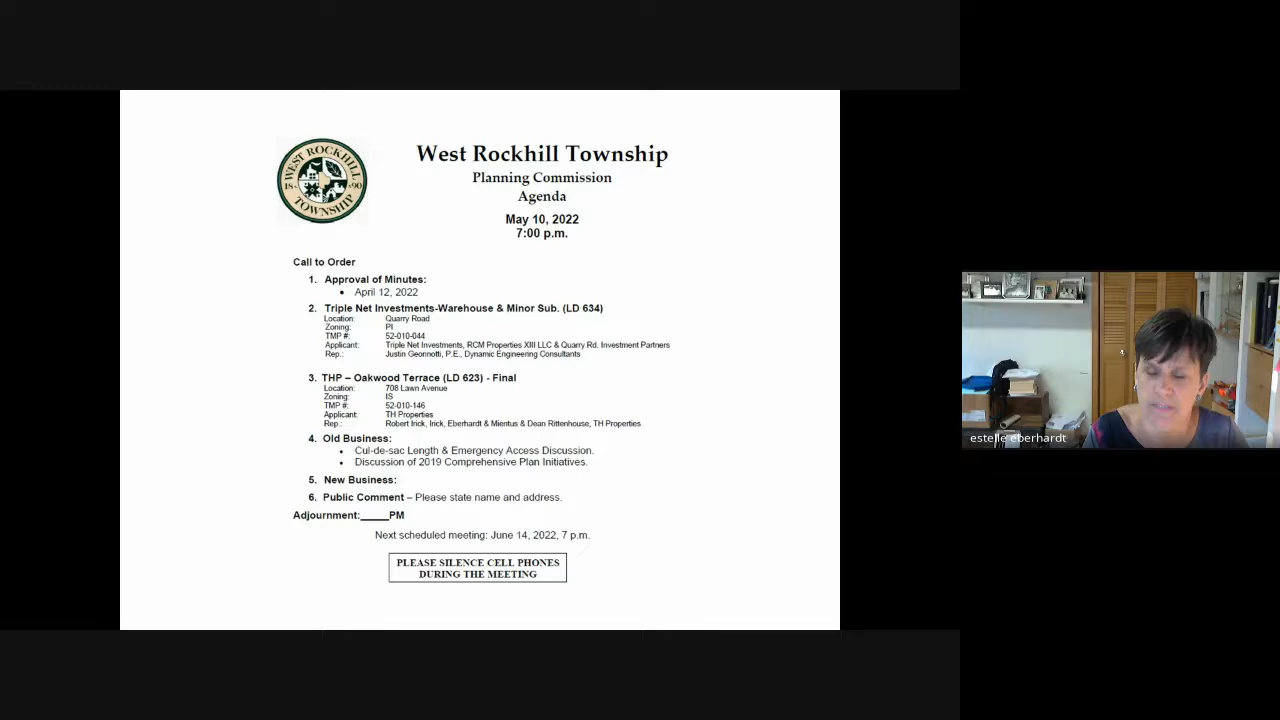 WEST ROCKHILL
18 90
TOWNSHIP
West Rockhill Township
Planning Commission
Agenda
May 10, 2022
7:00 p.m.
Call to Order
1. Approval of Minutes:
• April 12, 2022
2. Triple Net Investments-Warehouse & Minor Sub. (LD 634)
Location: Quarry Road
Zoning: PI
TMP #: 52-010-044
Applicant: Triple Net Investments, RCM Properties XIII LLC & Quarry Rd. Investment Partners
Rep.: Justin Geonnotti, P.E., Dynamic Engineering Consultants
3. THP – Oakwood Terrace (LD 623) - Final
Location: 708 Lawn Avenue
Zoning: IS
TMP #: 52-010-146
Applicant: TH Properties
Rep.: Robert Irick, Irick, Eberhardt & Mientus & Dean Rittenhouse, TH Properties
4. Old Business:
• Cul-de-sac Length & Emergency Access Discussion.
• Discussion of 2019 Comprehensive Plan Initiatives.
5. New Business:
6. Public Comment – Please state name and address.
Adjournment:_____PM
Next scheduled meeting: June 14, 2022, 7 p.m.
PLEASE SILENCE CELL PHONES
DURING THE MEETING
estelle eberhardt